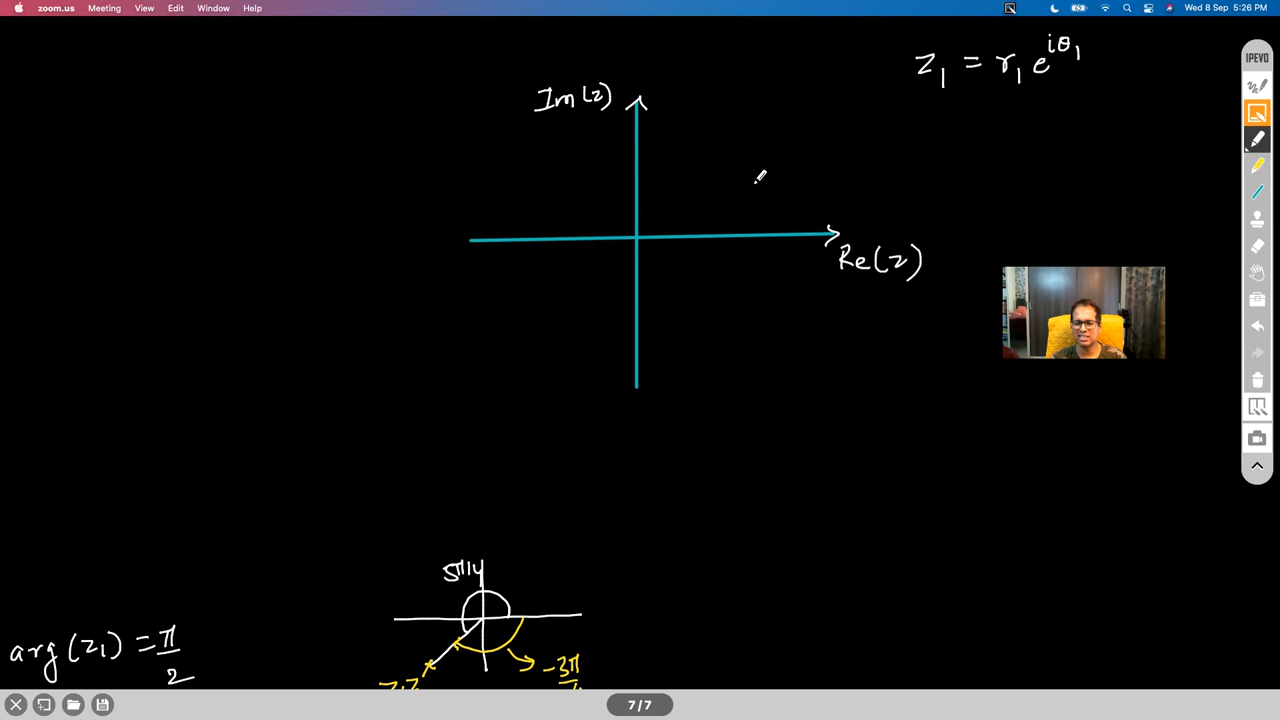 zoom.us Meeting View Edit Window Help Wed 8 Sep 5:26 PM
z₁ = r₁ e^{iθ₁}
IPEVO
Im(z)
Re(z)
5π/4
arg(z₁) = π/2
-3π
7/7